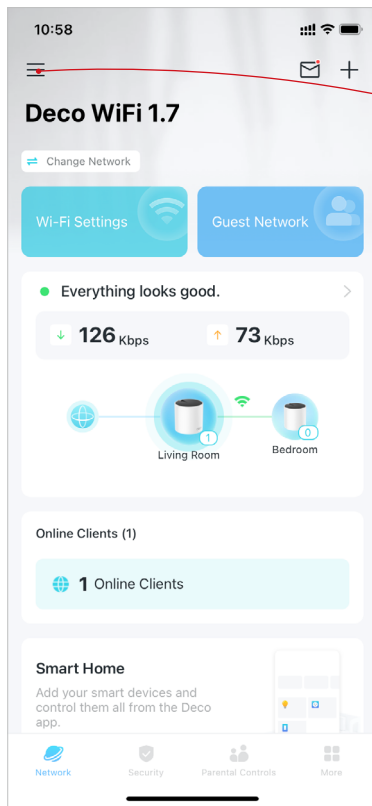 10:58
Deco WiFi 1.7
Change Network
Wi-Fi Settings
Guest Network
Everything looks good.
126 Kbps
73 Kbps
1
0
Living Room
Bedroom
Online Clients (1)
1 Online Clients
Smart Home
Add your smart devices and
control them all from the Deco
app.
Network
Security
Parental Controls
More